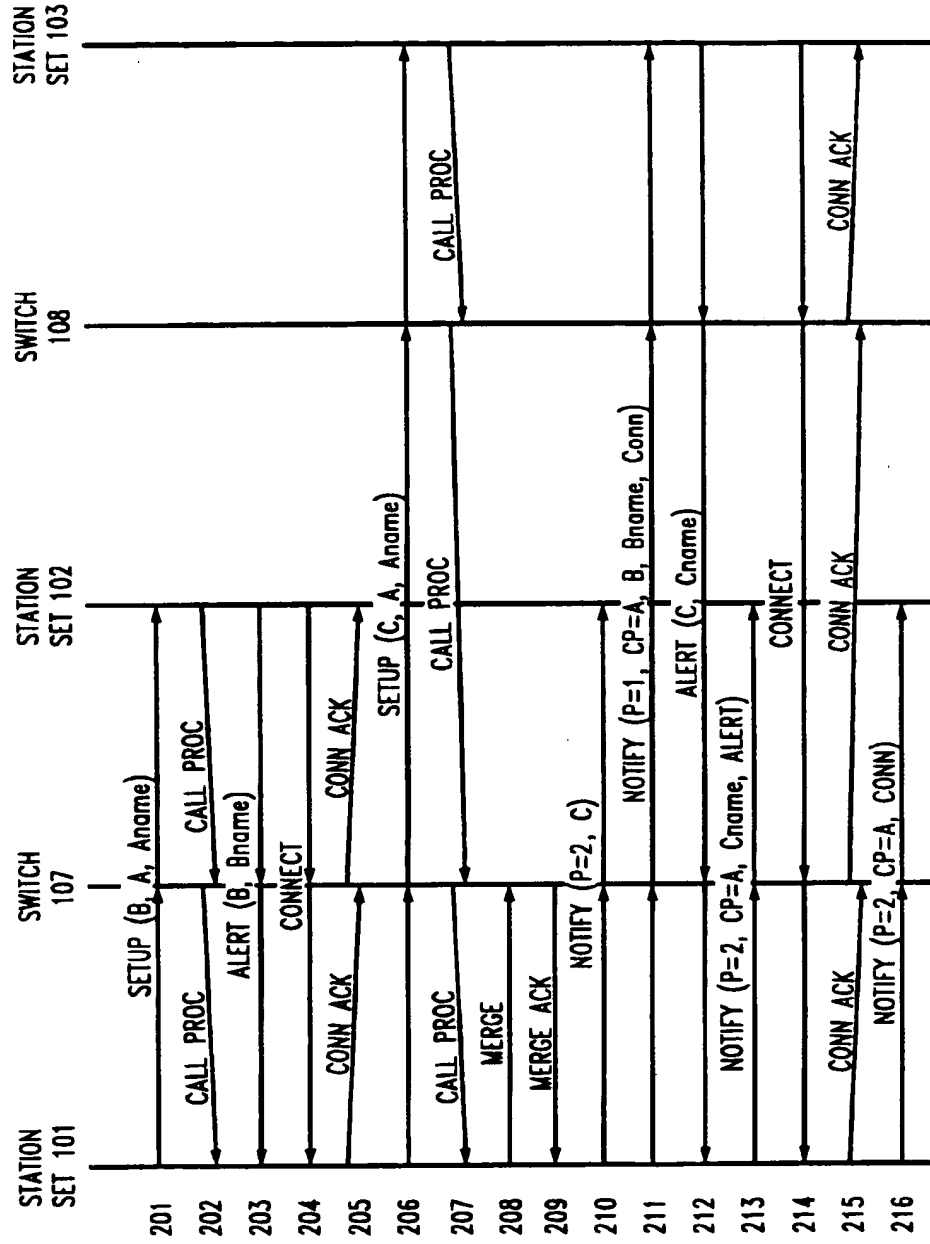 STATION
SET 101
SWITCH
107
STATION
SET 102
SWITCH
108
STATION
SET 103
201
SETUP (B, A, Aname)
202
CALL PROC
CALL PROC
203
ALERT (B, Bname)
204
CONNECT
205
CONN ACK
CONN ACK
206
SETUP (C, A, Aname)
207
CALL PROC
CALL PROC
CALL PROC
208
MERGE
209
MERGE ACK
210
NOTIFY (P=2, C)
211
NOTIFY (P=1, CP=A, B, Bname, Conn)
212
ALERT (C, Cname)
213
NOTIFY (P=2, CP=A, Cname, ALERT)
214
CONNECT
215
CONN ACK
CONN ACK
CONN ACK
216
NOTIFY (P=2, CP=A, CONN)